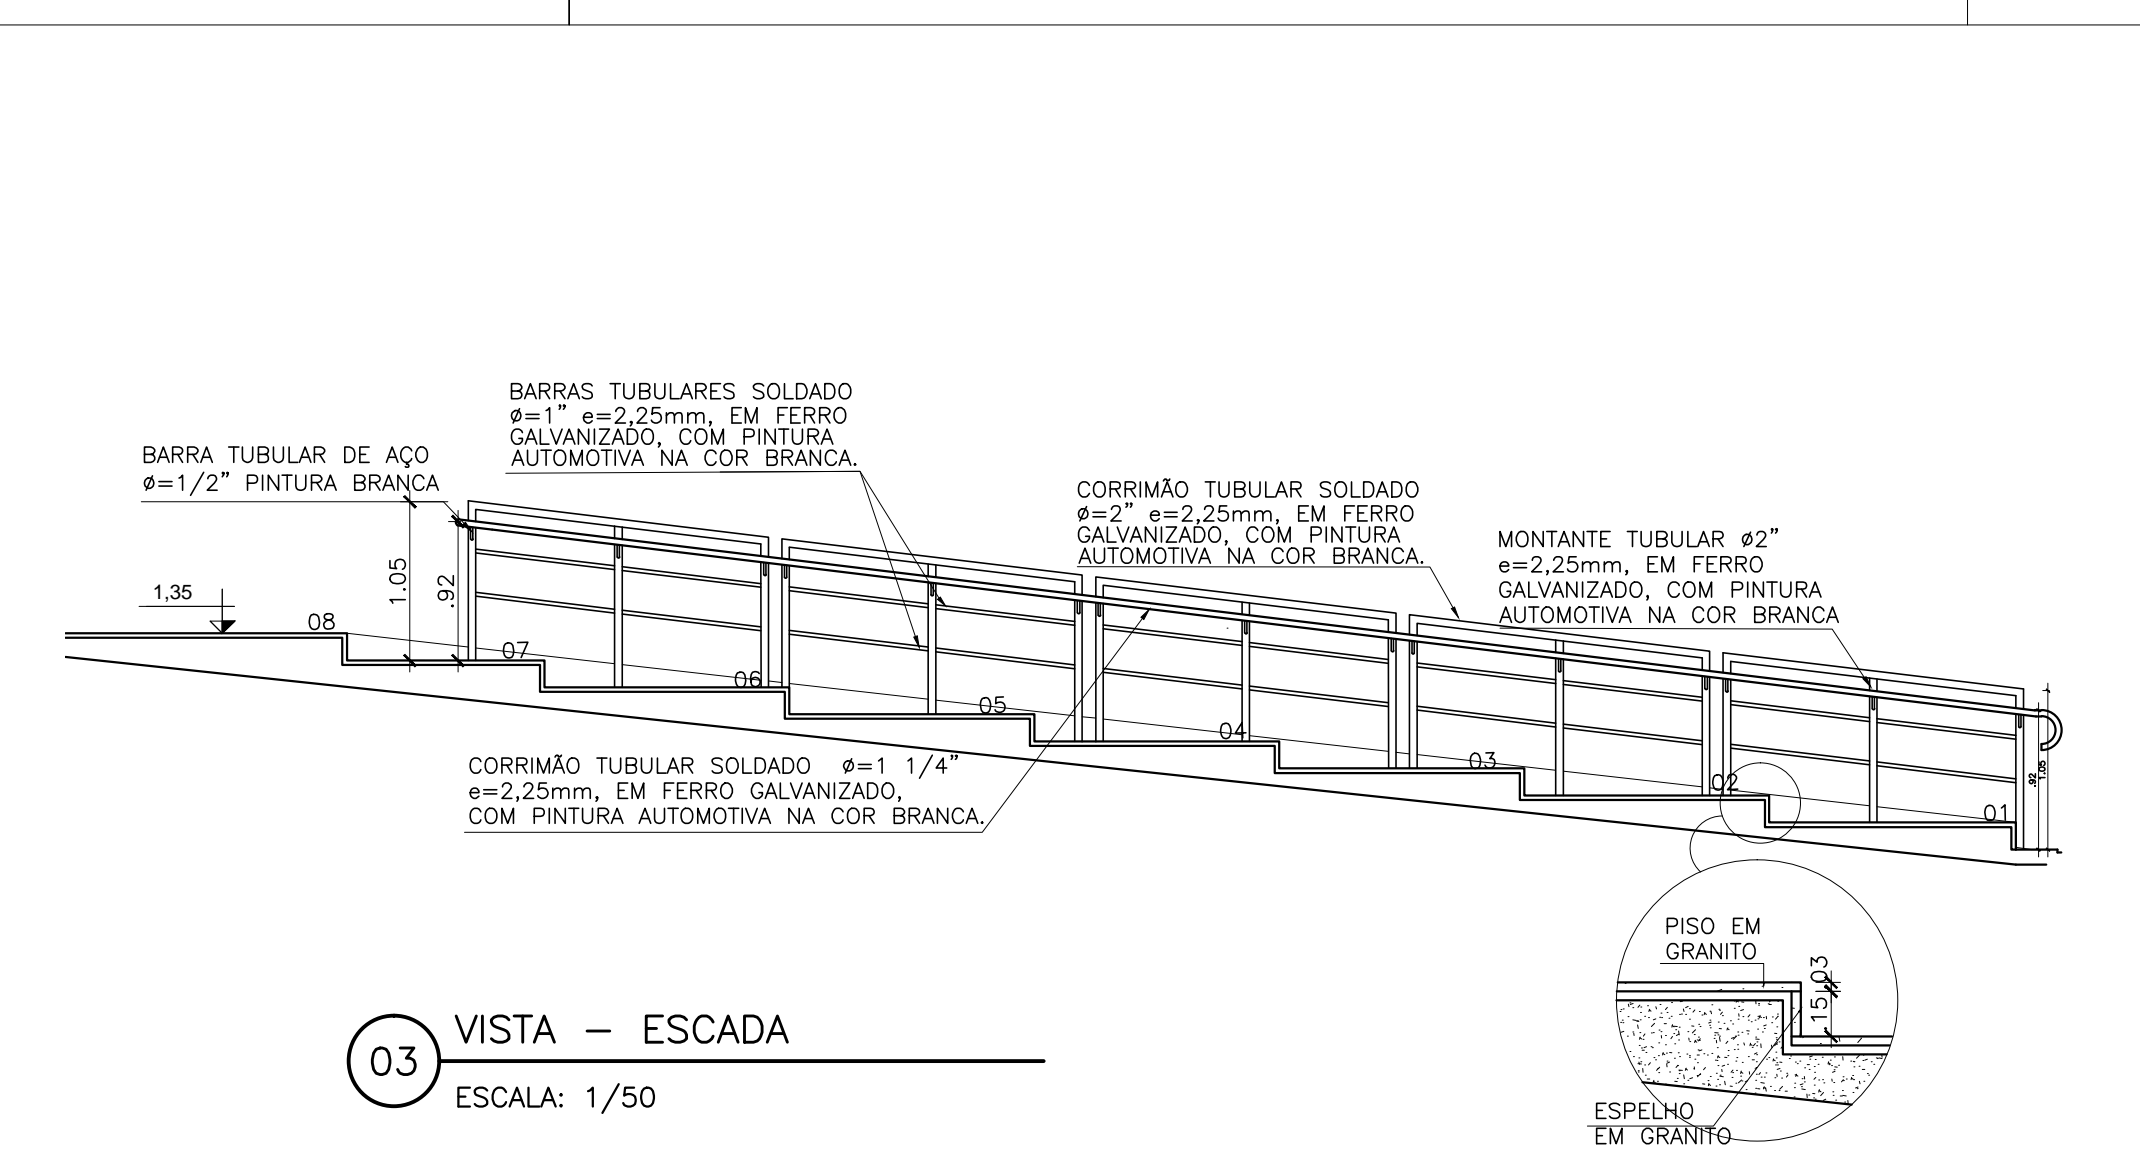 BARRAS TUBULARES SOLDADO
ø=1” e=2,25mm, EM FERRO
GALVANIZADO, COM PINTURA
AUTOMOTIVA NA COR BRANCA.
BARRA TUBULAR DE AÇO
ø=1/2” PINTURA BRANCA
CORRIMÃO TUBULAR SOLDADO
ø=2” e=2,25mm, EM FERRO
GALVANIZADO, COM PINTURA
AUTOMOTIVA NA COR BRANCA.
MONTANTE TUBULAR ø2”
e=2,25mm, EM FERRO
GALVANIZADO, COM PINTURA
AUTOMOTIVA NA COR BRANCA
1.05
.92
1,35
08
07
06
05
04
03
02
01
.92
1.05
CORRIMÃO TUBULAR SOLDADO ø=1 1/4”
e=2,25mm, EM FERRO GALVANIZADO,
COM PINTURA AUTOMOTIVA NA COR BRANCA.
PISO EM
GRANITO
03
15
ESPELHO
EM GRANITO
03
VISTA – ESCADA
ESCALA: 1/50